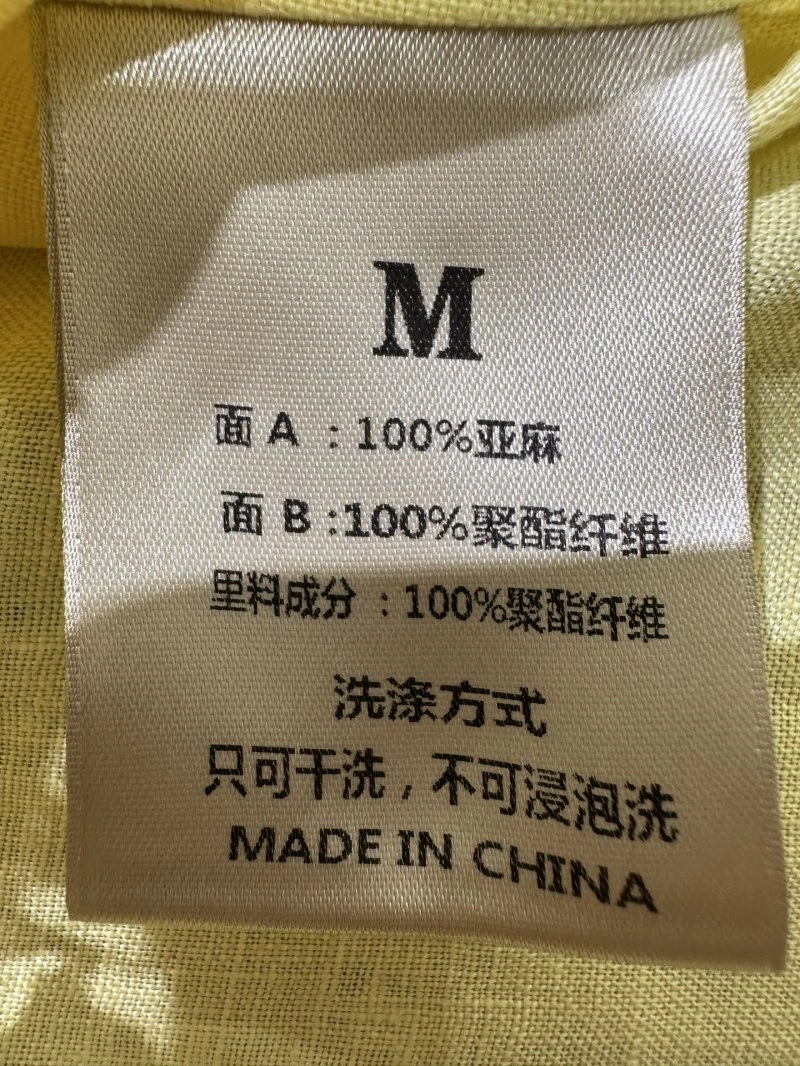 M
面 A ：100%亚麻
面 B :100%聚酯纤维
里料成分 ：100%聚酯纤维
洗涤方式
只可干洗，不可浸泡洗
MADE IN CHINA